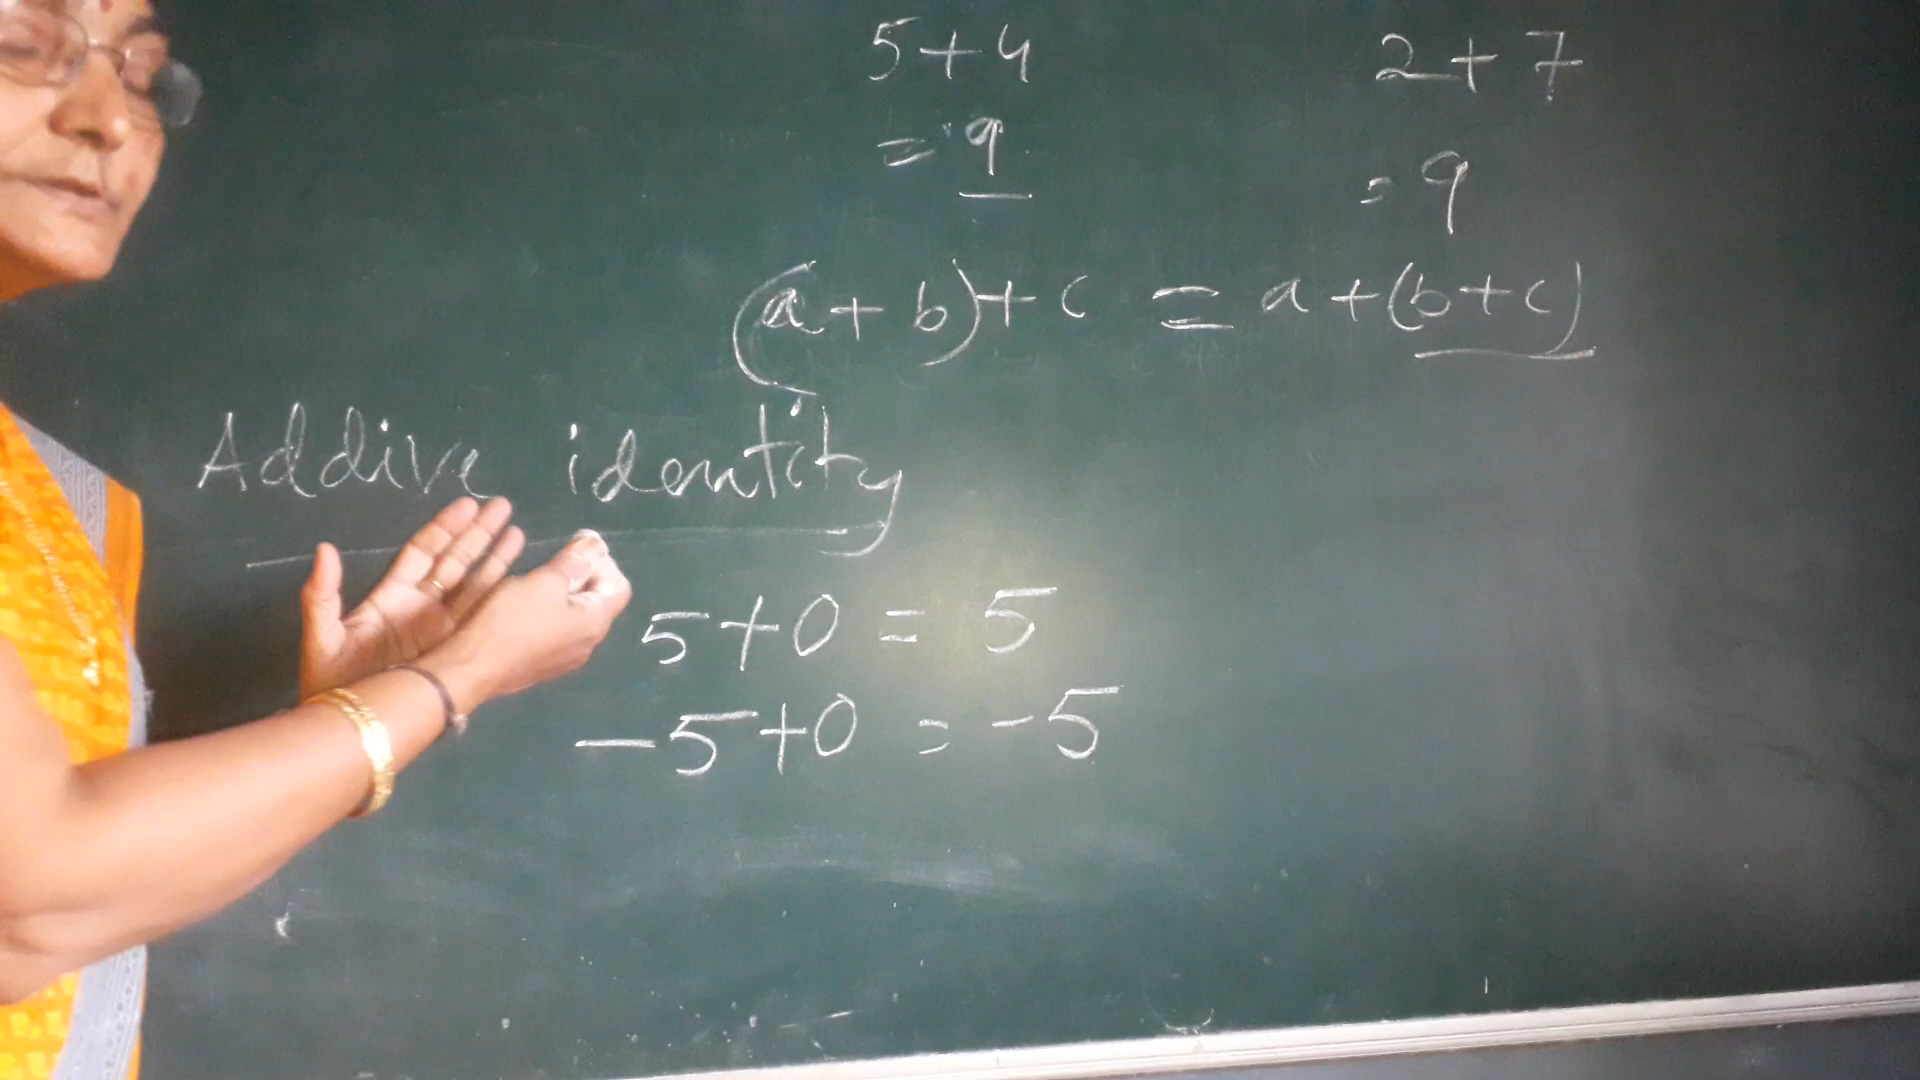 5+4 2+7
= 9 = 9
(a+b)+c = a+(b+c)
Addive identity
5+0 = 5
-5+0 = -5